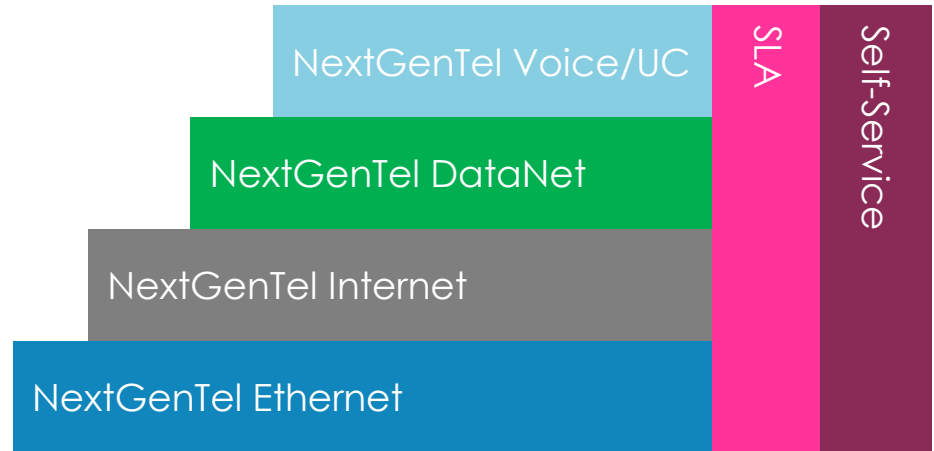 NextGenTel Voice/UC
NextGenTel DataNet
NextGenTel Internet
NextGenTel Ethernet
SLA
Self-Service